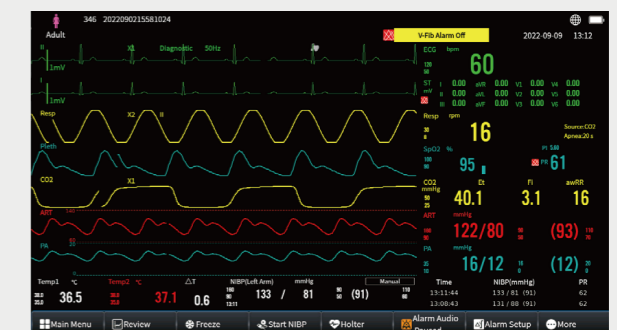 346 2022090215581024
Adult
V-Fib Alarm Off
2022-09-09 13:12
II X1 Diagnostic 50Hz
1mV
I
1mV
ECG bpm
60
ST I 0.00 aVR 0.00 V1 0.00 V4 0.00
mV II 0.00 aVL 0.00 V2 0.00 V5 0.00
III 0.00 aVF 0.00 V3 0.00 V6 0.00
Resp X2 II
Resp rpm
16
Source:CO2
Apnea:20 s
Pleth
SpO2 %
95
PI 5.60
PR 61
CO2 X1
CO2 Et FI awRR
mmHg
40.1 3.1 16
ART
ART mmHg
122/80 (93)
PA 20
0
PA mmHg
16/12 (12)
Temp1 °C
36.5
Temp2 °C
37.1
ΔT
0.6
NIBP(Left Arm) mmHg Manual
133 / 81 (91)
13:11
Time NIBP(mmHg) PR
13:11:44 133 / 81 (91) 62
13:08:43 131 / 88 (91) 62
Main Menu
Review
Freeze
Start NIBP
Holter
Alarm Audio
Paused
Alarm Setup
More